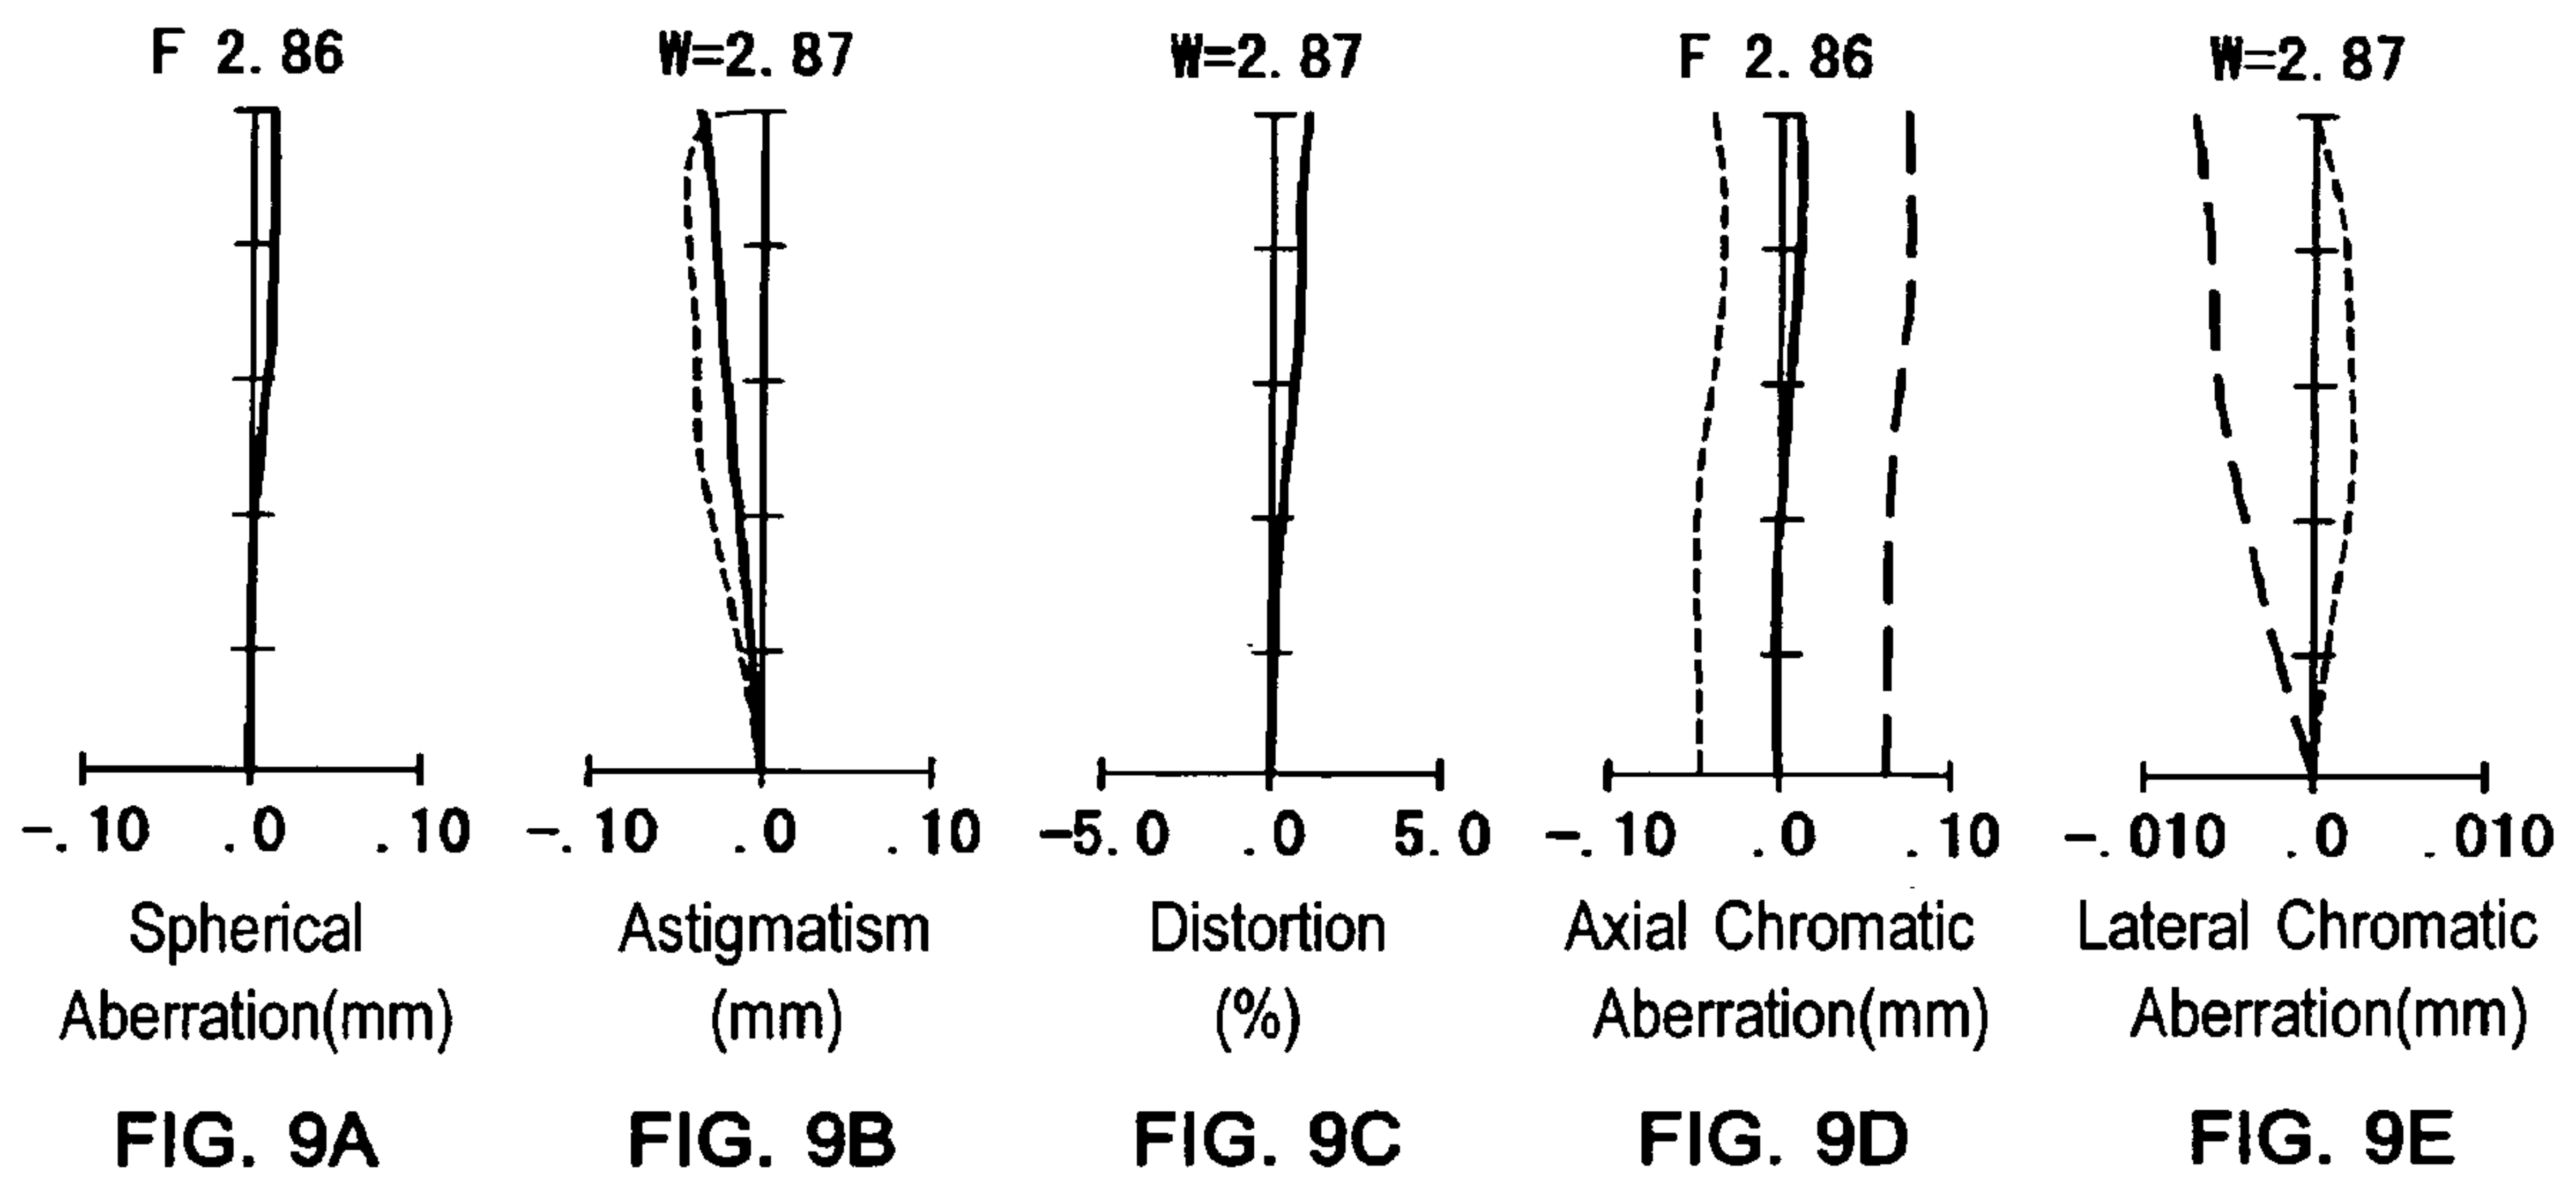 F 2.86 W=2.87 W=2.87 F 2.86 W=2.87
-.10 .0 .10 -.10 .0 .10 -5.0 .0 5.0 -.10 .0 .10 -.010 .0 .010
Spherical Astigmatism Distortion Axial Chromatic Lateral Chromatic
Aberration(mm) (mm) (%) Aberration(mm) Aberration(mm)
FIG. 9A FIG. 9B FIG. 9C FIG. 9D FIG. 9E